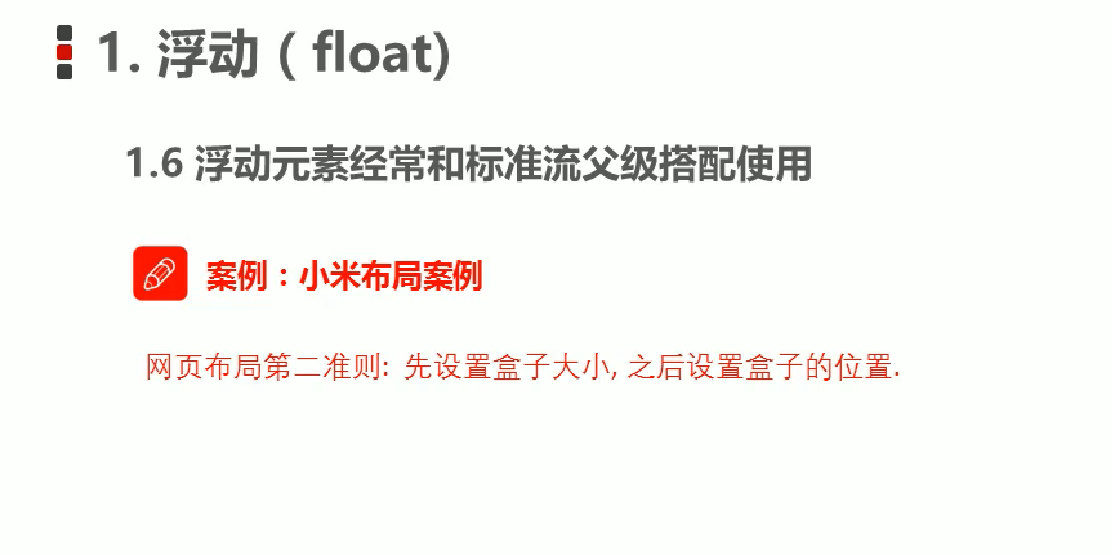 1. 浮动（float)
1.6 浮动元素经常和标准流父级搭配使用
案例：小米布局案例
网页布局第二准则: 先设置盒子大小, 之后设置盒子的位置.